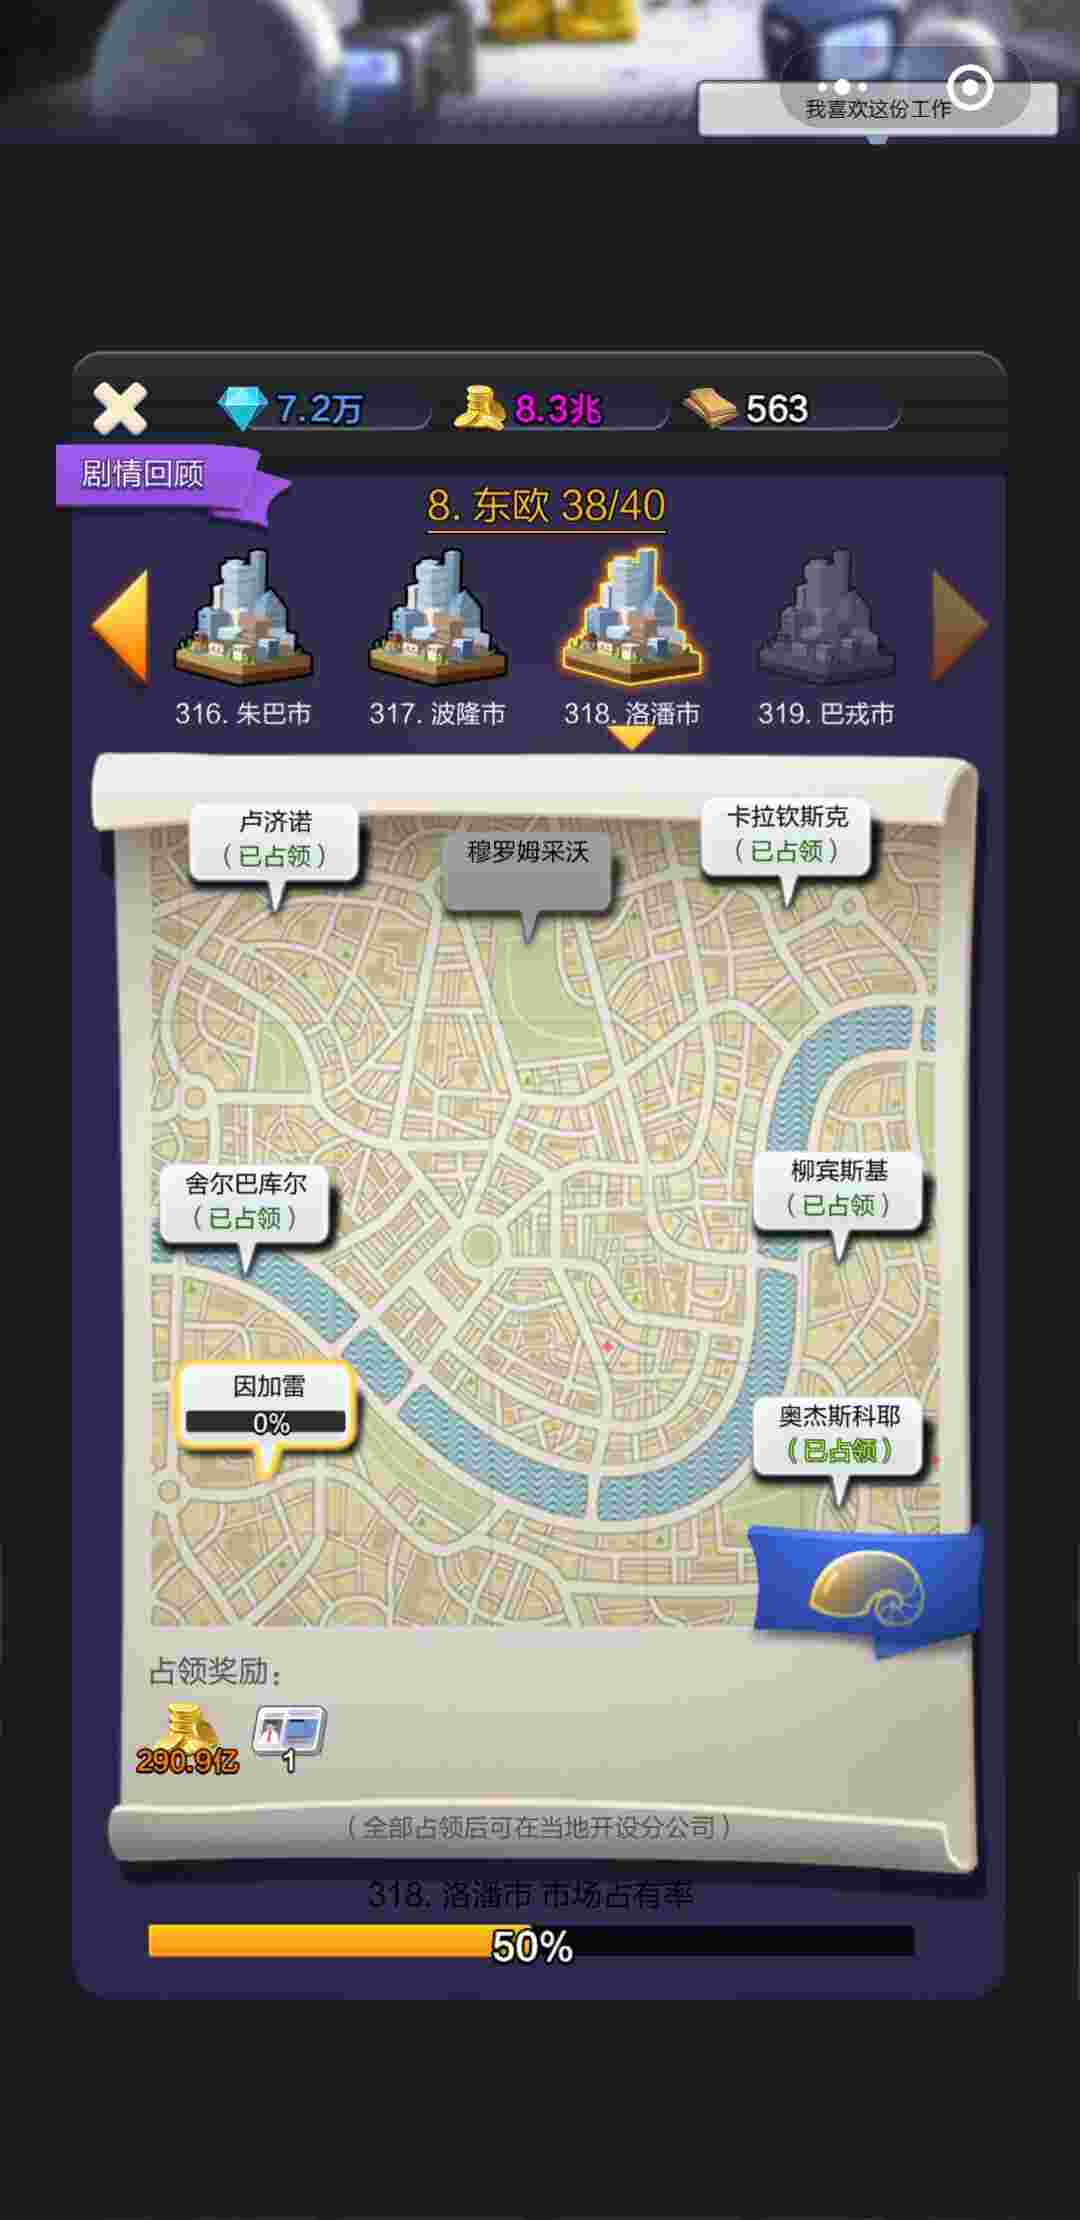 我喜欢这份工作
7.2万
8.3兆
563
剧情回顾
8. 东欧 38/40
316. 朱巴市
317. 波隆市
318. 洛潘市
319. 巴戎市
卢济诺
（已占领）
穆罗姆采沃
卡拉钦斯克
（已占领）
舍尔巴库尔
（已占领）
柳宾斯基
（已占领）
因加雷
0%
奥杰斯科耶
（已占领）
占领奖励：
290.9亿
1
（全部占领后可在当地开设分公司）
318. 洛潘市 市场占有率
50%